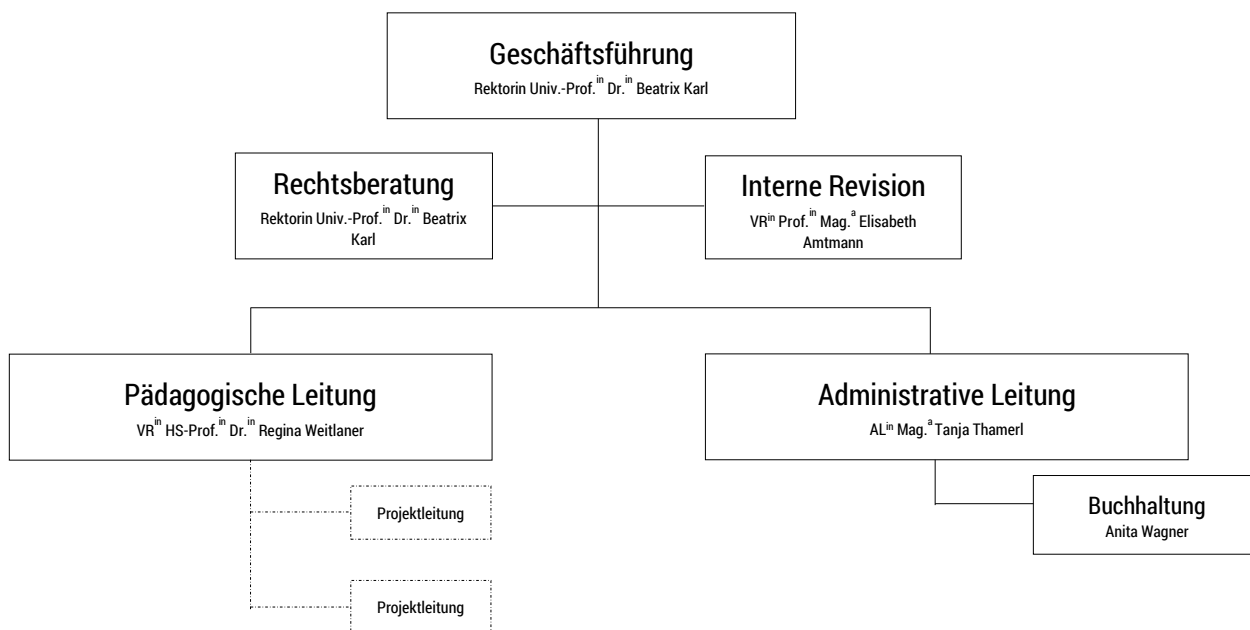 Geschäftsführung
Rektorin Univ.-Prof.in Dr.in Beatrix Karl
Rechtsberatung
Rektorin Univ.-Prof.in Dr.in Beatrix
Karl
Interne Revision
VRin Prof.in Mag.a Elisabeth
Amtmann
Pädagogische Leitung
VRin HS-Prof.in Dr.in Regina Weitlaner
Administrative Leitung
ALin Mag.a Tanja Thamerl
Projektleitung
Buchhaltung
Anita Wagner
Projektleitung